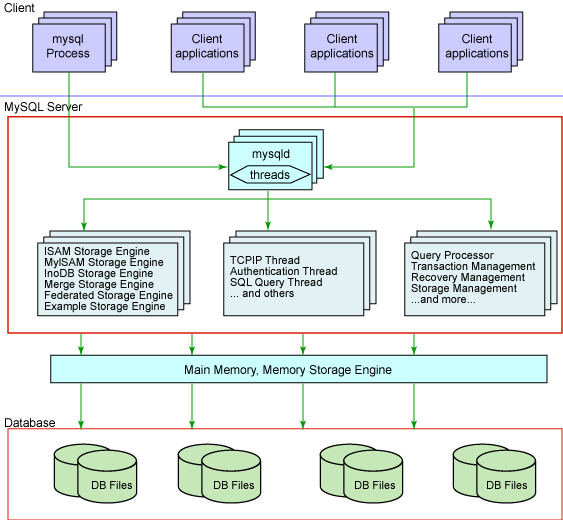 Client
mysql
Process
Client
applications
Client
applications
Client
applications
MySQL Server
mysqld
threads
ISAM Storage Engine
MyISAM Storage Engine
InoDB Storage Engine
Merge Storage Engine
Federated Storage Engine
Example Storage Engine
TCPIP Thread
Authentication Thread
SQL Query Thread
... and others
Query Processor
Transaction Management
Recovery Management
Storage Management
...and more...
Main Memory, Memory Storage Engine
Database
DB Files
DB Files
DB Files
DB Files